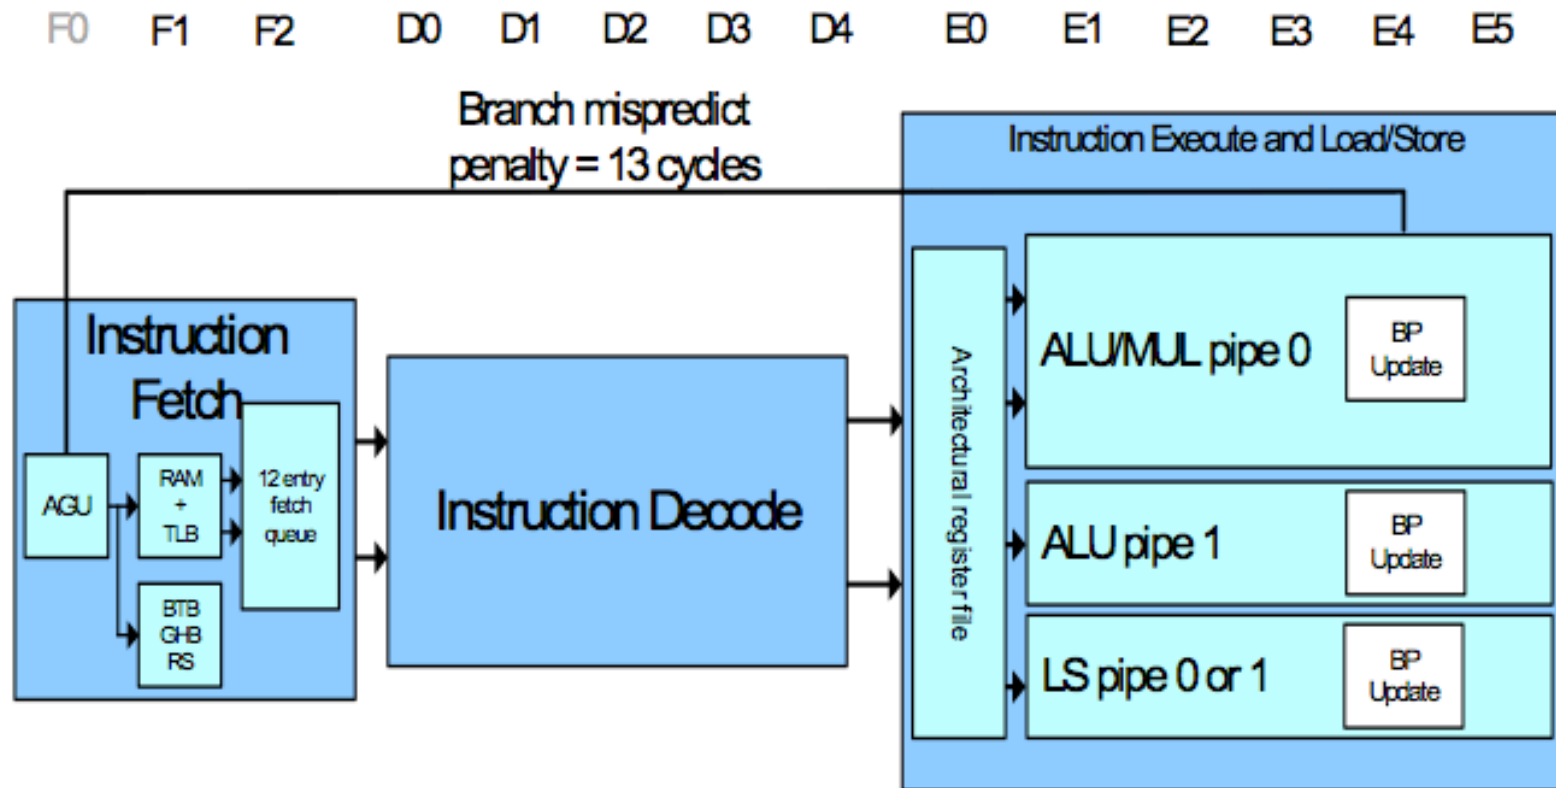 F0 F1 F2 D0 D1 D2 D3 D4 E0 E1 E2 E3 E4 E5
Branch mispredict
penalty = 13 cycles
Instruction Execute and Load/Store
Instruction
Fetch
AGU
RAM
+
TLB
12 entry
fetch
queue
BTB
GHB
RS
Instruction Decode
Architectural register file
ALU/MUL pipe 0
BP
Update
ALU pipe 1
BP
Update
LS pipe 0 or 1
BP
Update